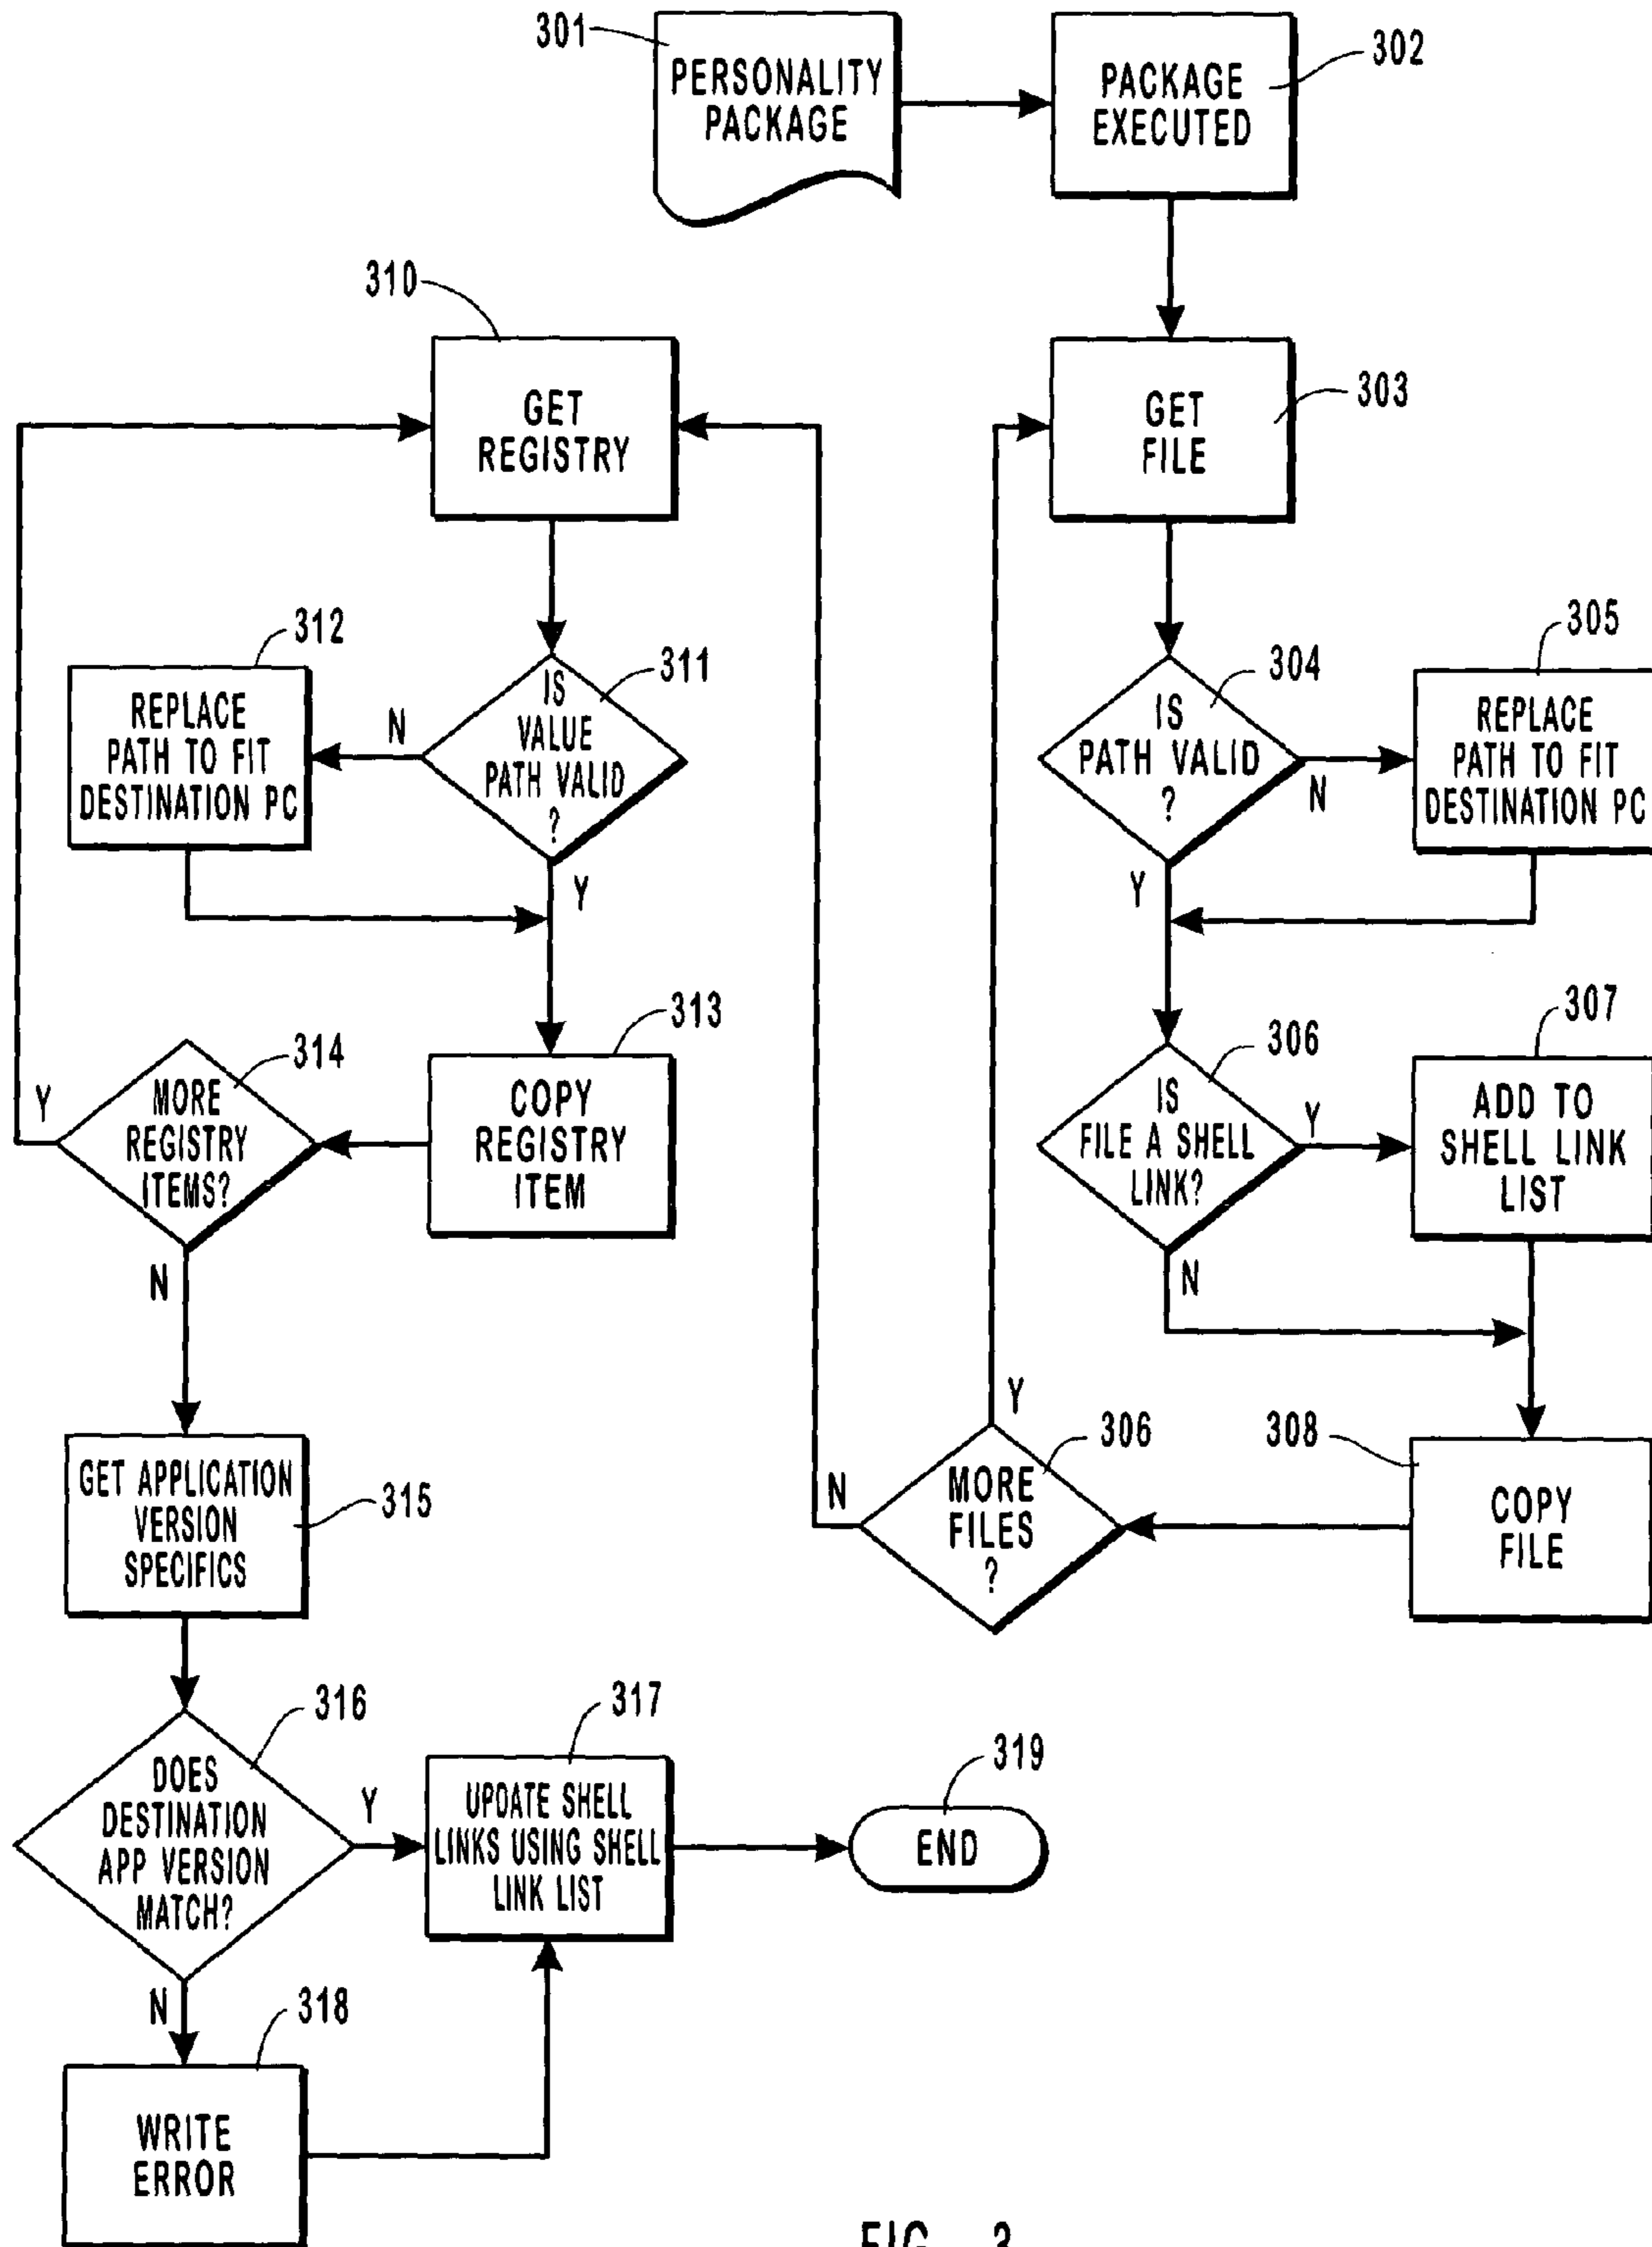 301
PERSONALITY
PACKAGE
302
PACKAGE
EXECUTED
310
GET
REGISTRY
303
GET
FILE
312
REPLACE
PATH TO FIT
DESTINATION PC
N
311
IS
VALUE
PATH VALID
?
Y
304
IS
PATH VALID
?
N
Y
305
REPLACE
PATH TO FIT
DESTINATION PC
314
MORE
REGISTRY
ITEMS?
Y
N
313
COPY
REGISTRY
ITEM
306
IS
FILE A SHELL
LINK?
Y
N
307
ADD TO
SHELL LINK
LIST
308
COPY
FILE
306
MORE
FILES
?
Y
N
GET APPLICATION
VERSION
SPECIFICS
315
316
DOES
DESTINATION
APP VERSION
MATCH?
Y
N
317
UPDATE SHELL
LINKS USING SHELL
LINK LIST
319
END
318
WRITE
ERROR
FIG. 3